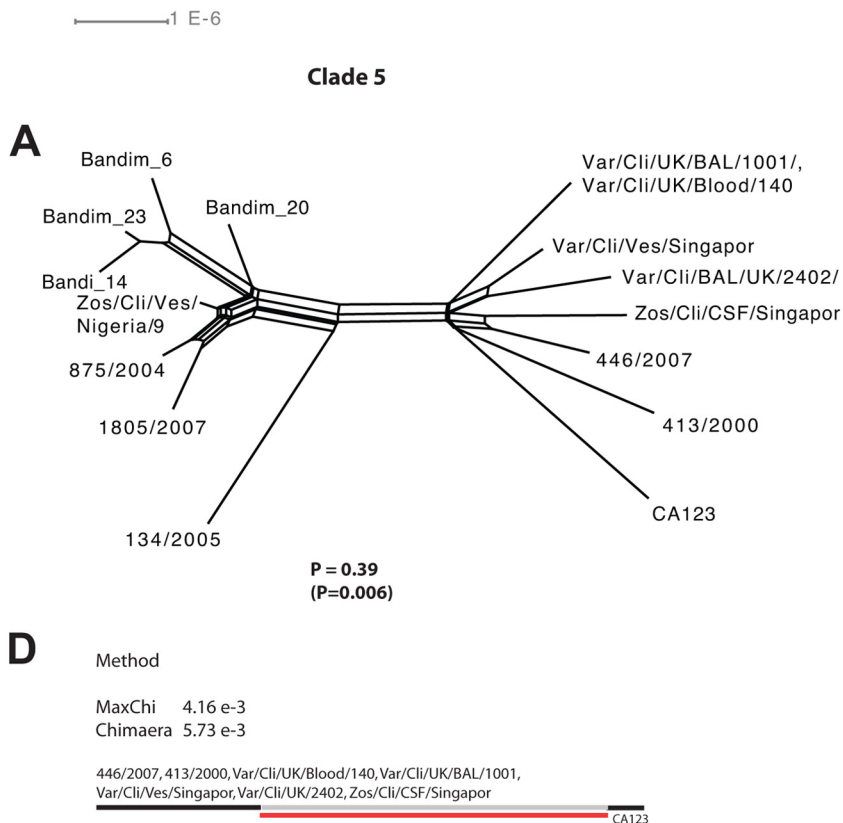 1 E-6
Clade 5
A
Bandim_6
Var/Cli/UK/BAL/1001/,
Var/Cli/UK/Blood/140
Bandim_23
Bandim_20
Var/Cli/Ves/Singapor
Bandi_14
Var/Cli/BAL/UK/2402/
Zos/Cli/Ves/
Nigeria/9
Zos/Cli/CSF/Singapor
875/2004
446/2007
1805/2007
413/2000
134/2005
CA123
P = 0.39
(P=0.006)
D
Method
MaxChi 4.16 e-3
Chimaera 5.73 e-3
446/2007, 413/2000, Var/Cli/UK/Blood/140, Var/Cli/UK/BAL/1001,
Var/Cli/Ves/Singapor, Var/Cli/UK/2402, Zos/Cli/CSF/Singapor
CA123